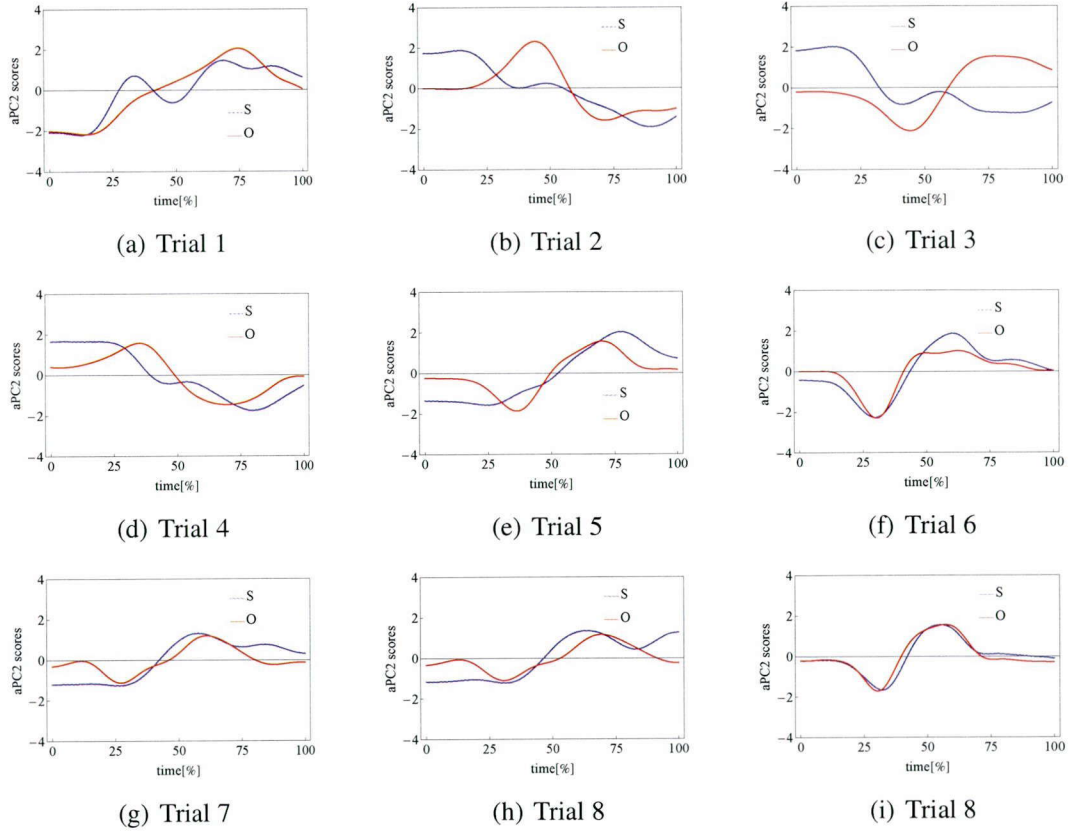 4
2
0
−2
−4
aPC2 scores
S
O
0 25 50 75 100
time[%]
(a) Trial 1
4
2
0
−2
−4
aPC2 scores
S
O
0 25 50 75 100
time[%]
(b) Trial 2
4
2
0
−2
−4
aPC2 scores
S
O
0 25 50 75 100
time[%]
(c) Trial 3
4
2
0
−2
−4
aPC2 scores
S
O
0 25 50 75 100
time[%]
(d) Trial 4
4
2
0
−2
−4
aPC2 scores
S
O
0 25 50 75 100
time[%]
(e) Trial 5
4
2
0
−2
−4
aPC2 scores
S
O
0 25 50 75 100
time[%]
(f) Trial 6
4
2
0
−2
−4
aPC2 scores
S
O
0 25 50 75 100
time[%]
(g) Trial 7
4
2
0
−2
−4
aPC2 scores
S
O
0 25 50 75 100
time[%]
(h) Trial 8
4
2
0
−2
−4
aPC2 scores
S
O
0 25 50 75 100
time[%]
(i) Trial 8